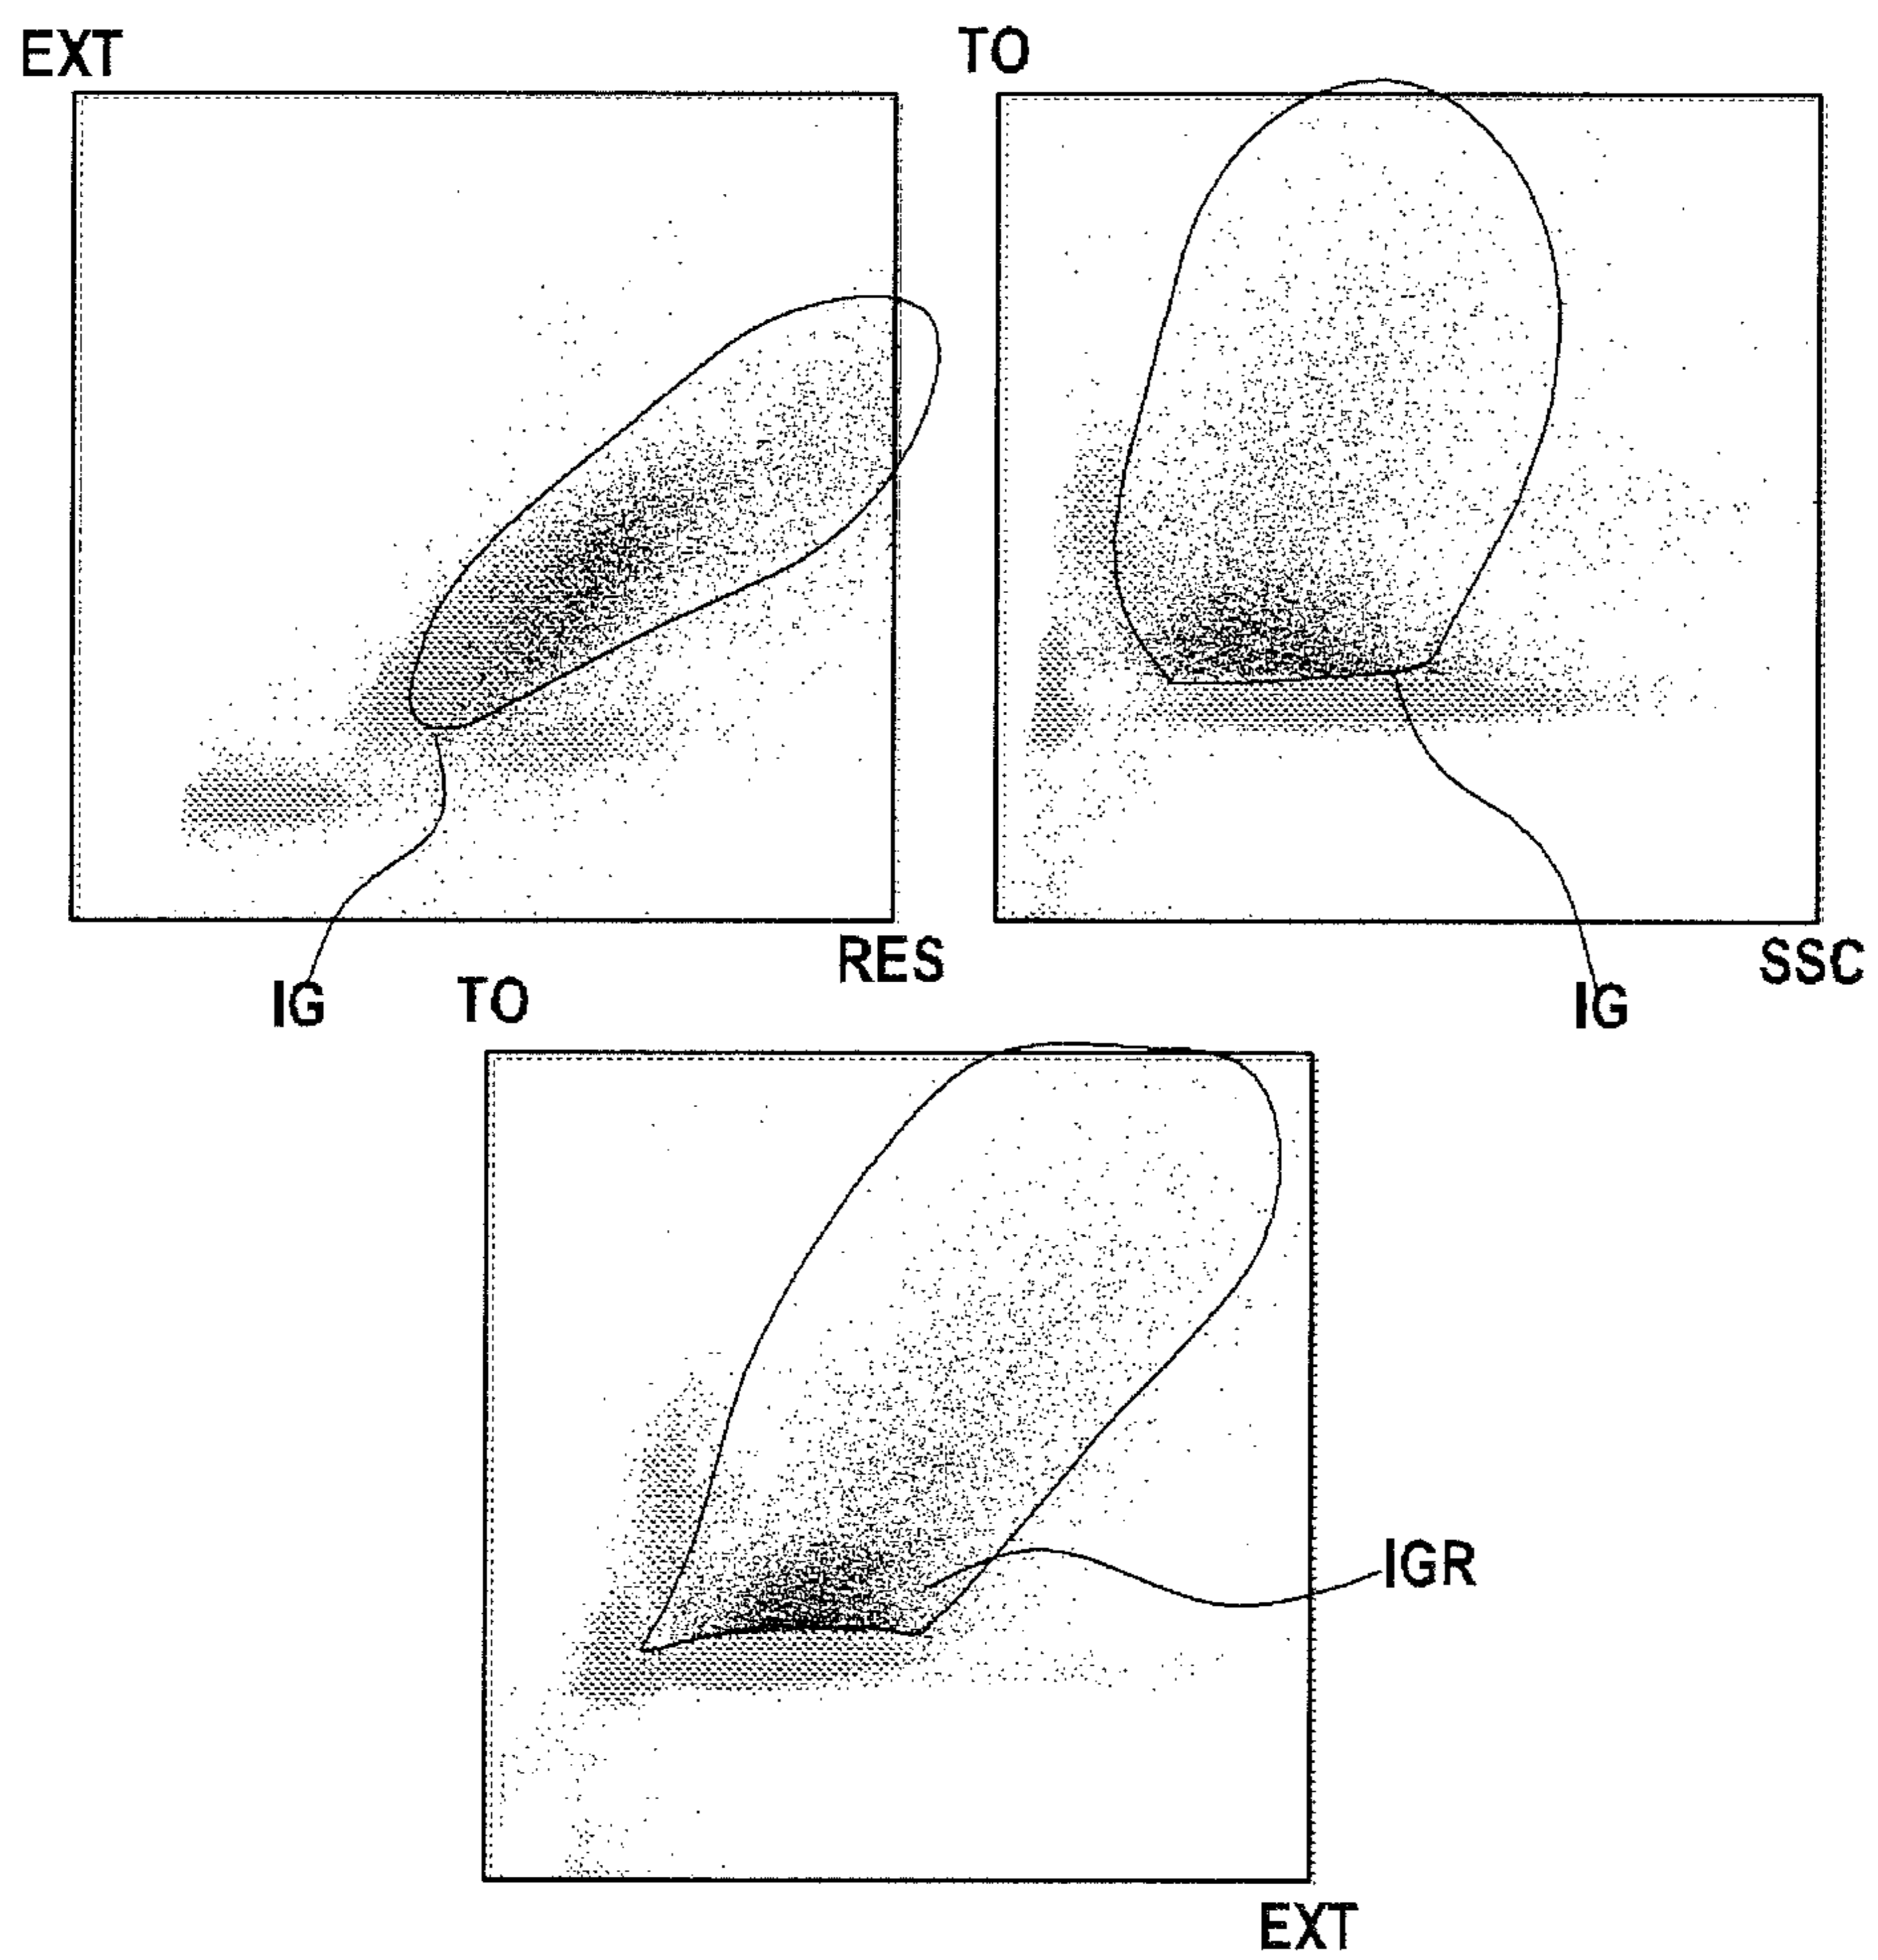 EXT
TO
RES
SSC
IG
TO
IG
IGR
EXT